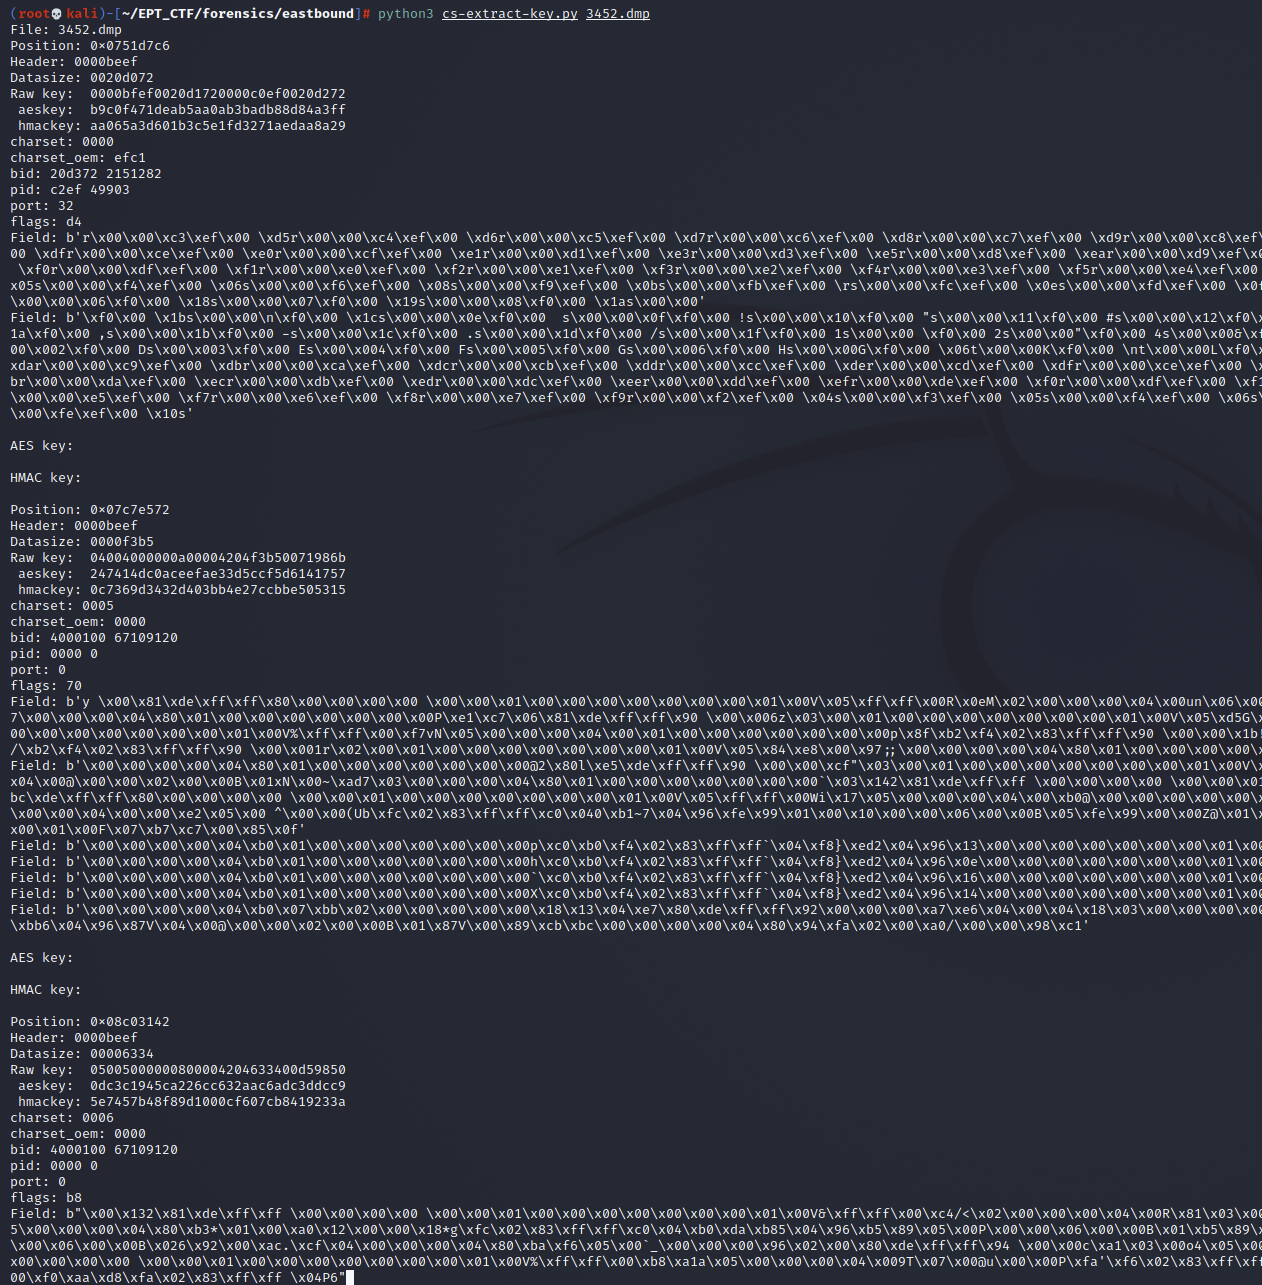 (root💀kali)-[~/EPT_CTF/forensics/eastbound]# python3 cs-extract-key.py 3452.dmp
File: 3452.dmp
Position: 0×0751d7c6
Header: 0000beef
Datasize: 0020d072
Raw key:  0000bfef0020d1720000c0ef0020d272
 aeskey:  b9c0f471deab5aa0ab3badb88d84a3ff
 hmackey: aa065a3d601b3c5e1fd3271aedaa8a29
charset: 0000
charset_oem: efc1
bid: 20d372 2151282
pid: c2ef 49903
port: 32
flags: d4
Field: b'r\x00\x00\xc3\xef\x00 \xd5r\x00\x00\xc4\xef\x00 \xd6r\x00\x00\xc5\xef\x00 \xd7r\x00\x00\xc6\xef\x00 \xd8r\x00\x00\xc7\xef\x00 \xd9r\x00\x00\xc8\xef
00 \xdfr\x00\x00\xce\xef\x00 \xe0r\x00\x00\xcf\xef\x00 \xe1r\x00\x00\xd1\xef\x00 \xe3r\x00\x00\xd3\xef\x00 \xe5r\x00\x00\xd8\xef\x00 \xear\x00\x00\xd9\xef\x0
 \xf0r\x00\x00\xdf\xef\x00 \xf1r\x00\x00\xe0\xef\x00 \xf2r\x00\x00\xe1\xef\x00 \xf3r\x00\x00\xe2\xef\x00 \xf4r\x00\x00\xe3\xef\x00 \xf5r\x00\x00\xe4\xef\x00
x05s\x00\x00\xf4\xef\x00 \x06s\x00\x00\xf6\xef\x00 \x08s\x00\x00\xf9\xef\x00 \x0bs\x00\x00\xfb\xef\x00 \rs\x00\x00\xfc\xef\x00 \x0es\x00\x00\xfd\xef\x00 \x0f
\x00\x00\x06\xf0\x00 \x18s\x00\x00\x07\xf0\x00 \x19s\x00\x00\x08\xf0\x00 \x1as\x00\x00'
Field: b'\xf0\x00 \x1bs\x00\x00\n\xf0\x00 \x1cs\x00\x00\x0e\xf0\x00  s\x00\x00\x0f\xf0\x00 !s\x00\x00\x10\xf0\x00 "s\x00\x00\x11\xf0\x00 #s\x00\x00\x12\xf0\x0
1a\xf0\x00 ,s\x00\x00\x1b\xf0\x00 -s\x00\x00\x1c\xf0\x00 .s\x00\x00\x1d\xf0\x00 /s\x00\x00\x1f\xf0\x00 1s\x00\x00 \xf0\x00 2s\x00\x00"\xf0\x00 4s\x00\x00&\xf
00\x002\xf0\x00 Ds\x00\x003\xf0\x00 Es\x00\x004\xf0\x00 Fs\x00\x005\xf0\x00 Gs\x00\x006\xf0\x00 Hs\x00\x00G\xf0\x00 \x06t\x00\x00K\xf0\x00 \nt\x00\x00L\xf0\x
xdar\x00\x00\xc9\xef\x00 \xdbr\x00\x00\xca\xef\x00 \xdcr\x00\x00\xcb\xef\x00 \xddr\x00\x00\xcc\xef\x00 \xder\x00\x00\xcd\xef\x00 \xdfr\x00\x00\xce\xef\x00 \x
br\x00\x00\xda\xef\x00 \xecr\x00\x00\xdb\xef\x00 \xedr\x00\x00\xdc\xef\x00 \xeer\x00\x00\xdd\xef\x00 \xefr\x00\x00\xde\xef\x00 \xf0r\x00\x00\xdf\xef\x00 \xf1
\x00\x00\xe5\xef\x00 \xf7r\x00\x00\xe6\xef\x00 \xf8r\x00\x00\xe7\xef\x00 \xf9r\x00\x00\xf2\xef\x00 \x04s\x00\x00\xf3\xef\x00 \x05s\x00\x00\xf4\xef\x00 \x06s\
\x00\xfe\xef\x00 \x10s'
AES key:
HMAC key:
Position: 0×07c7e572
Header: 0000beef
Datasize: 0000f3b5
Raw key:  04004000000a00004204f3b50071986b
 aeskey:  247414dc0aceefae33d5ccf5d6141757
 hmackey: 0c7369d3432d403bb4e27ccbbe505315
charset: 0005
charset_oem: 0000
bid: 4000100 67109120
pid: 0000 0
port: 0
flags: 70
Field: b'y \x00\x81\xde\xff\xff\x80\x00\x00\x00\x00 \x00\x00\x01\x00\x00\x00\x00\x00\x00\x00\x01\x00V\x05\xff\xff\x00R\x0eM\x02\x00\x00\x00\x04\x00un\x06\x00
7\x00\x00\x00\x04\x80\x01\x00\x00\x00\x00\x00\x00\x00P\xe1\xc7\x06\x81\xde\xff\xff\x90 \x00\x006z\x03\x00\x01\x00\x00\x00\x00\x00\x00\x00\x01\x00V\x05\xd5G\x
00\x00\x00\x00\x00\x00\x01\x00V%\xff\xff\x00\xf7vN\x05\x00\x00\x04\x00\x01\x00\x00\x00\x00\x00\x00\x00p\x8f\xb2\xf4\x02\x83\xff\xff\x90 \x00\x00\x1b!
/\xb2\xf4\x02\x83\xff\xff\x90 \x00\x001r\x02\x00\x01\x00\x00\x00\x00\x00\x00\x00\x01\x00V\x05\x84\xe8\x00\x97;;\x00\x00\x00\x00\x04\x80\x01\x00\x00\x00\x00\x
Field: b'\x00\x00\x00\x00\x04\x80\x01\x00\x00\x00\x00\x00\x00\x00@2\x80l\xe5\xde\xff\xff\x90 \x00\x00\xcf"\x03\x00\x01\x00\x00\x00\x00\x00\x00\x00\x01\x00V\x
x04\x00@\x00\x00\x02\x00\x00B\x01xN\x00~\xad7\x03\x00\x00\x04\x80\x01\x00\x00\x00\x00\x00\x00\x00`\x03\x142\x81\xde\xff\xff \x00\x00\x00\x00 \x00\x00\x01
bc\xde\xff\xff\x80\x00\x00\x00\x00 \x00\x00\x01\x00\x00\x00\x00\x00\x00\x00\x01\x00V\x05\xff\xff\x00Wi\x17\x05\x00\x00\x00\x04\x00\xb0@\x00\x00\x00\x00\x00\x
\x00\x00\x04\x00\x00\xe2\x05\x00 ^\x00\x00(Ub\xfc\x02\x83\xff\xff\xc0\x040\xb1~7\x04\x96\xfe\x99\x01\x00\x10\x00\x00\x06\x00\x00B\x05\xfe\x99\x00\x00Z@\x01\x
x00\x01\x00F\x07\xb7\xc7\x00\x85\x0f'
Field: b'\x00\x00\x00\x00\x04\xb0\x01\x00\x00\x00\x00\x00\x00\x00p\xc0\xb0\xf4\x02\x83\xff\xff`\x04\xf8}\xed2\x04\x96\x13\x00\x00\x00\x00\x00\x00\x00\x01\x00
Field: b'\x00\x00\x00\x00\x04\xb0\x01\x00\x00\x00\x00\x00\x00\x00h\xc0\xb0\xf4\x02\x83\xff\xff`\x04\xf8}\xed2\x04\x96\x0e\x00\x00\x00\x00\x00\x00\x00\x01\x00
Field: b'\x00\x00\x00\x00\x04\xb0\x01\x00\x00\x00\x00\x00\x00\x00`\xc0\xb0\xf4\x02\x83\xff\xff`\x04\xf8}\xed2\x04\x96\x16\x00\x00\x00\x00\x00\x00\x00\x01\x00
Field: b'\x00\x00\x00\x00\x04\xb0\x01\x00\x00\x00\x00\x00\x00\x00X\xc0\xb0\xf4\x02\x83\xff\xff`\x04\xf8}\xed2\x04\x96\x14\x00\x00\x00\x00\x00\x00\x00\x01\x00
Field: b'\x00\x00\x00\x00\x04\xb0\x07\xbb\x02\x00\x00\x00\x00\x00\x18\x13\x04\xe7\x80\xde\xff\xff\x92\x00\x00\x00\xa7\xe6\x04\x00\x04\x18\x03\x00\x00\x00\x00
\xbb6\x04\x96\x87V\x04\x00@\x00\x00\x02\x00\x00B\x01\x87V\x00\x89\xcb\xbc\x00\x00\x00\x00\x04\x80\x94\xfa\x02\x00\xa0/\x00\x00\x98\xc1'
AES key:
HMAC key:
Position: 0×08c03142
Header: 0000beef
Datasize: 00006334
Raw key:  05005000000800004204633400d59850
 aeskey:  0dc3c1945ca226cc632aac6adc3ddcc9
 hmackey: 5e7457b48f89d1000cf607cb8419233a
charset: 0006
charset_oem: 0000
bid: 4000100 67109120
pid: 0000 0
port: 0
flags: b8
Field: b"\x00\x132\x81\xde\xff\xff \x00\x00\x00\x00 \x00\x00\x01\x00\x00\x00\x00\x00\x00\x00\x01\x00V&\xff\xff\x00\xc4/<\x02\x00\x00\x00\x04\x00R\x81\x03\x00
5\x00\x00\x00\x04\x80\xb3*\x01\x00\xa0\x12\x00\x00\x18*g\xfc\x02\x83\xff\xff\xc0\x04\xb0\xda\xb85\x04\x96\xb5\x89\x05\x00P\x00\x00\x06\x00\x00B\x01\xb5\x89\x
\x00\x06\x00\x00B\x026\x92\x00\xac.\xcf\x04\x00\x00\x00\x04\x80\xba\xf6\x05\x00`_\x00\x00\x00\x96\x02\x00\x80\xde\xff\xff\x94 \x00\x00c\xa1\x03\x00o4\x05\x00
\x00\x00\x00\x00 \x00\x00\x01\x00\x00\x00\x00\x00\x00\x00\x01\x00V%\xff\xff\x00\xb8\xa1a\x05\x00\x00\x00\x04\x009T\x07\x00@u\x00\x00P\xfa'\xf6\x02\x83\xff\xf
00\xf0\xaa\xd8\xfa\x02\x83\xff\xff \x04P6"